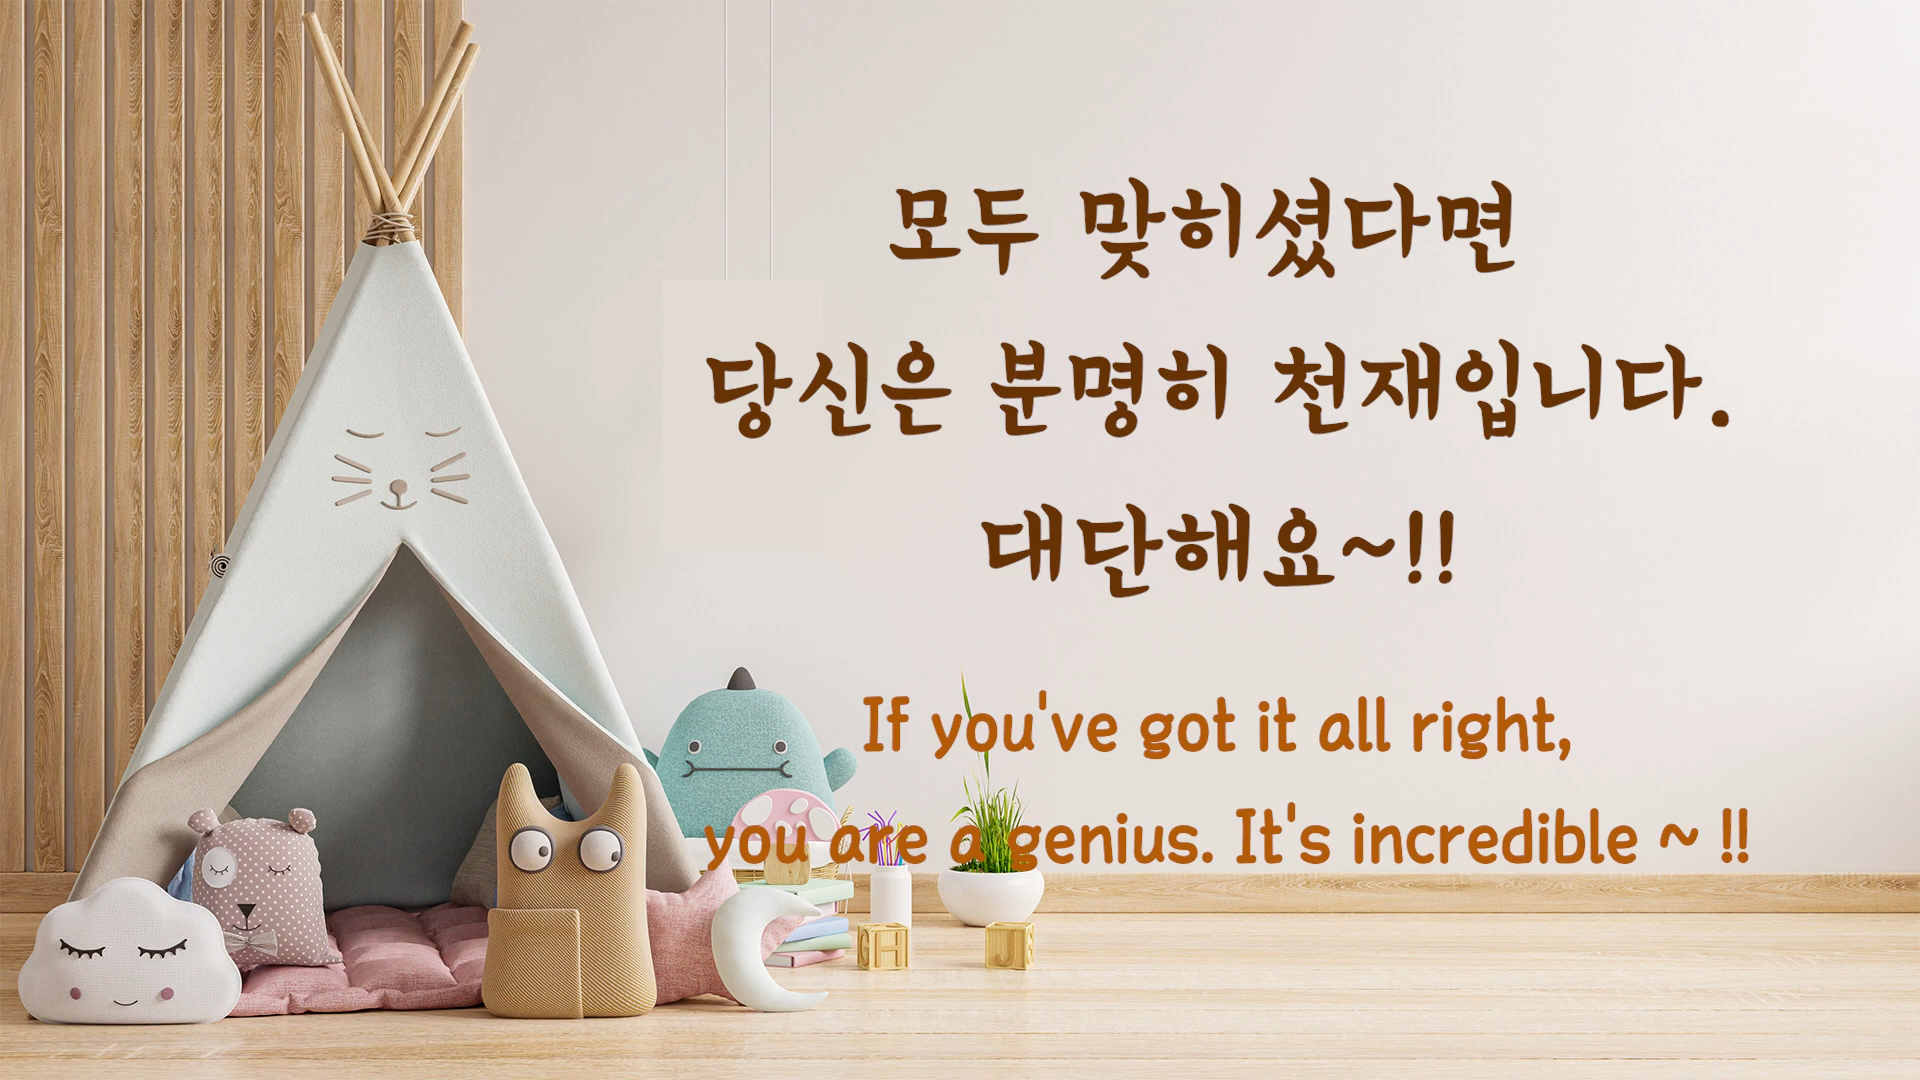 모두 맞히셨다면
당신은 분명히 천재입니다.
대단해요~!!
If you've got it all right,
you are a genius. It's incredible ~ !!
H J